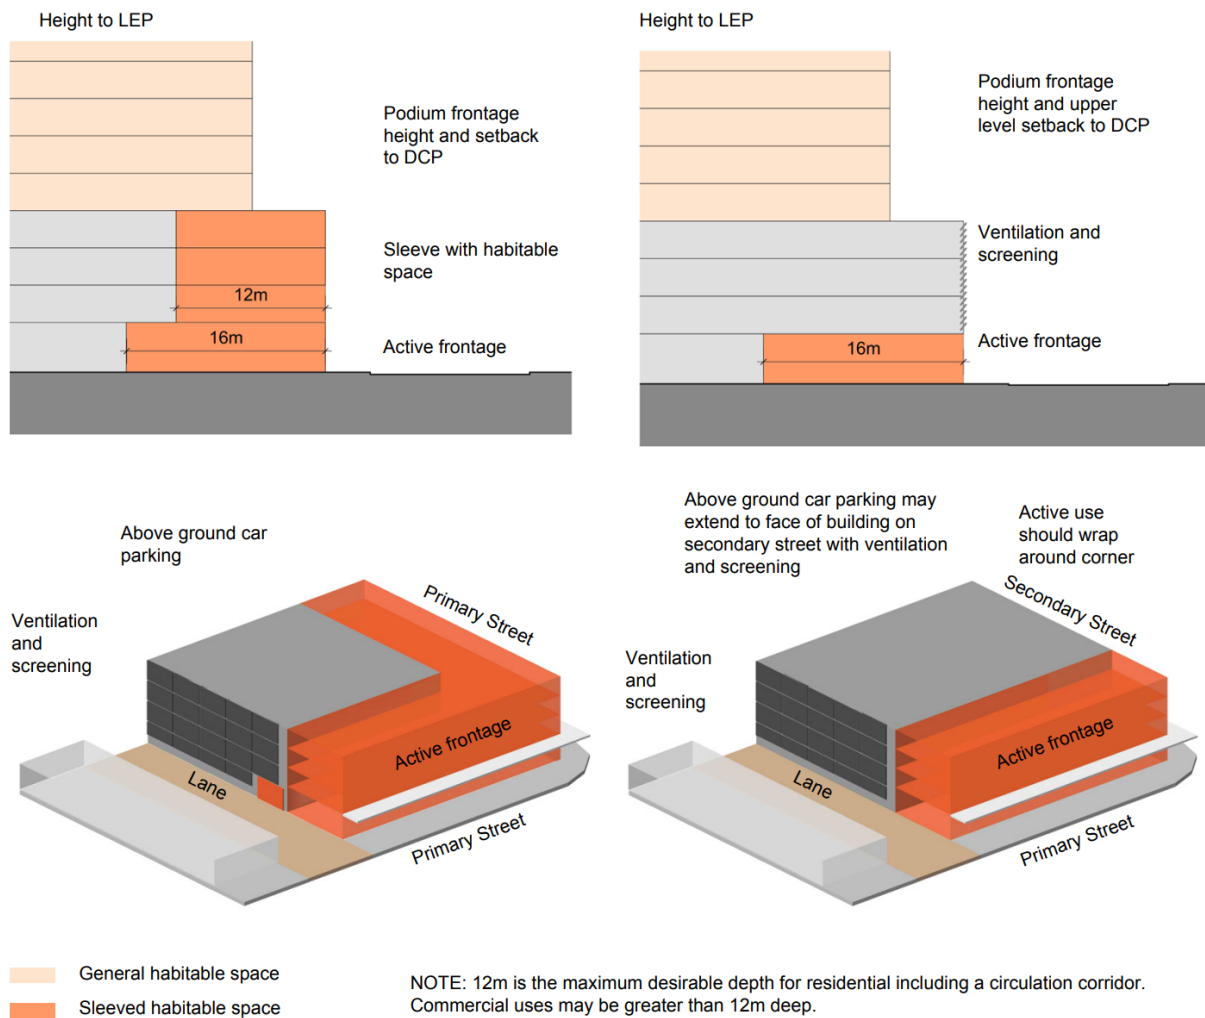 Height to LEP
Podium frontage
height and setback
to DCP
Sleeve with habitable
space
12m
16m
Active frontage
Height to LEP
Podium frontage
height and upper
level setback to DCP
Ventilation and
screening
16m
Active frontage
Above ground car
parking
Ventilation
and
screening
Primary Street
Active frontage
Lane
Primary Street
Above ground car parking may
extend to face of building on
secondary street with ventilation
and screening
Active use
should wrap
around corner
Ventilation
and
screening
Secondary Street
Active frontage
Lane
Primary Street
General habitable space
Sleeved habitable space
NOTE: 12m is the maximum desirable depth for residential including a circulation corridor.
Commercial uses may be greater than 12m deep.